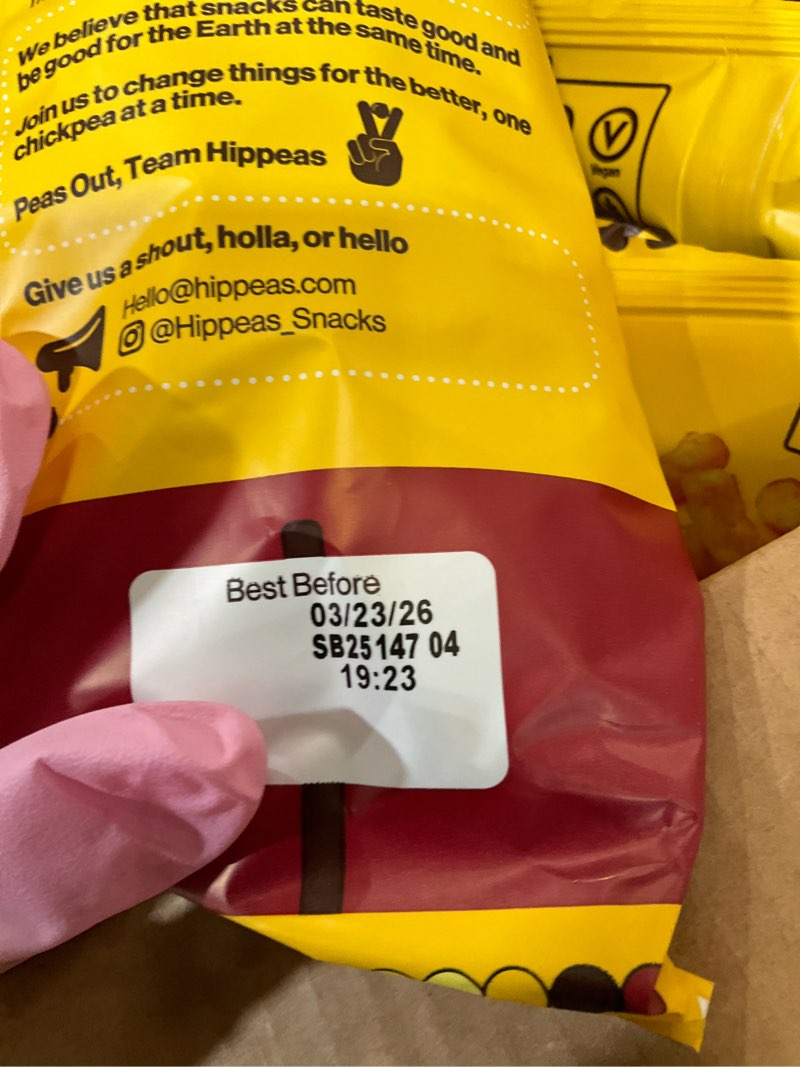 We believe that snacks can taste good and
be good for the Earth at the same time.
Join us to change things for the better, one
chickpea at a time.
Peas Out, Team Hippeas
Give us a shout, holla, or hello
Hello@hippeas.com
@Hippeas_Snacks
Best Before
03/23/26
SB25147 04
19:23
V
Vegan